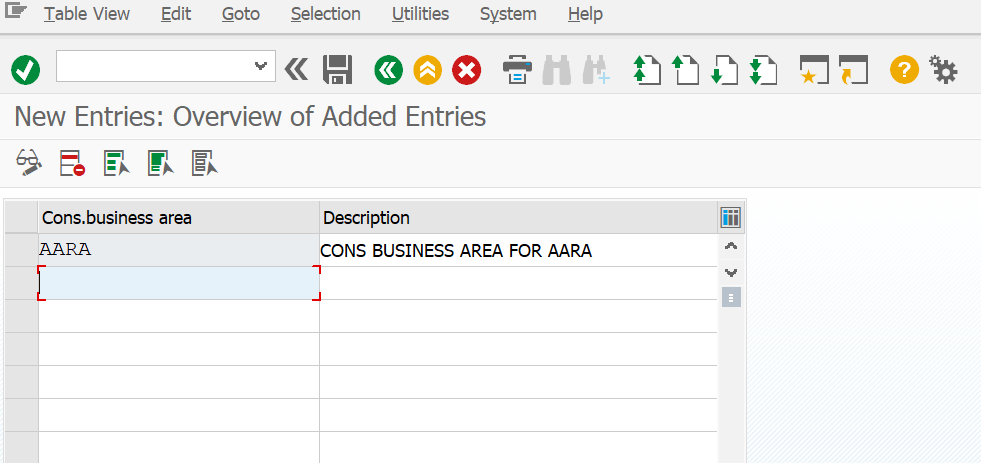 Table View Edit Goto Selection Utilities System Help
New Entries: Overview of Added Entries
Cons.business area Description
AARA CONS BUSINESS AREA FOR AARA